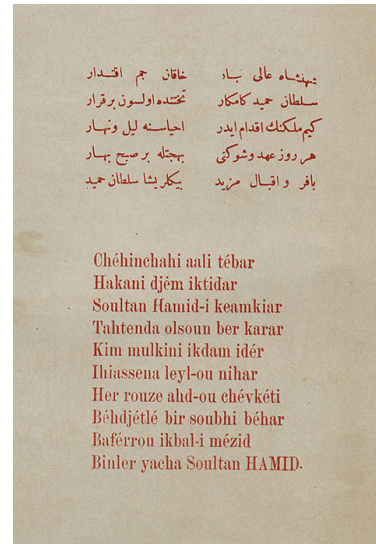 شهنشاه عالی تبار خاقان جم اقتدار
سلطان حمید کامکار تختنده اولسون برقرار
کیم ملکنك اقدام ایدر احیاسنه لیل ونهار
هر روز عهد وشوکتی بهجتله بر صبح بهار
بافر و اقبال مزید بیکلر یشا سلطان حمید
Chéhinchahi aali tébar
Hakani djém iktidar
Soultan Hamid-i keamkiar
Tahtenda olsoun ber karar
Kim mulkini ikdam idér
Ihiassena leyl-ou nihar
Her rouze ahd-ou chévkéti
Béhdjétlé bir soubhi béhar
Baférrou ikbal-i mézid
Binler yacha Soultan HAMID.